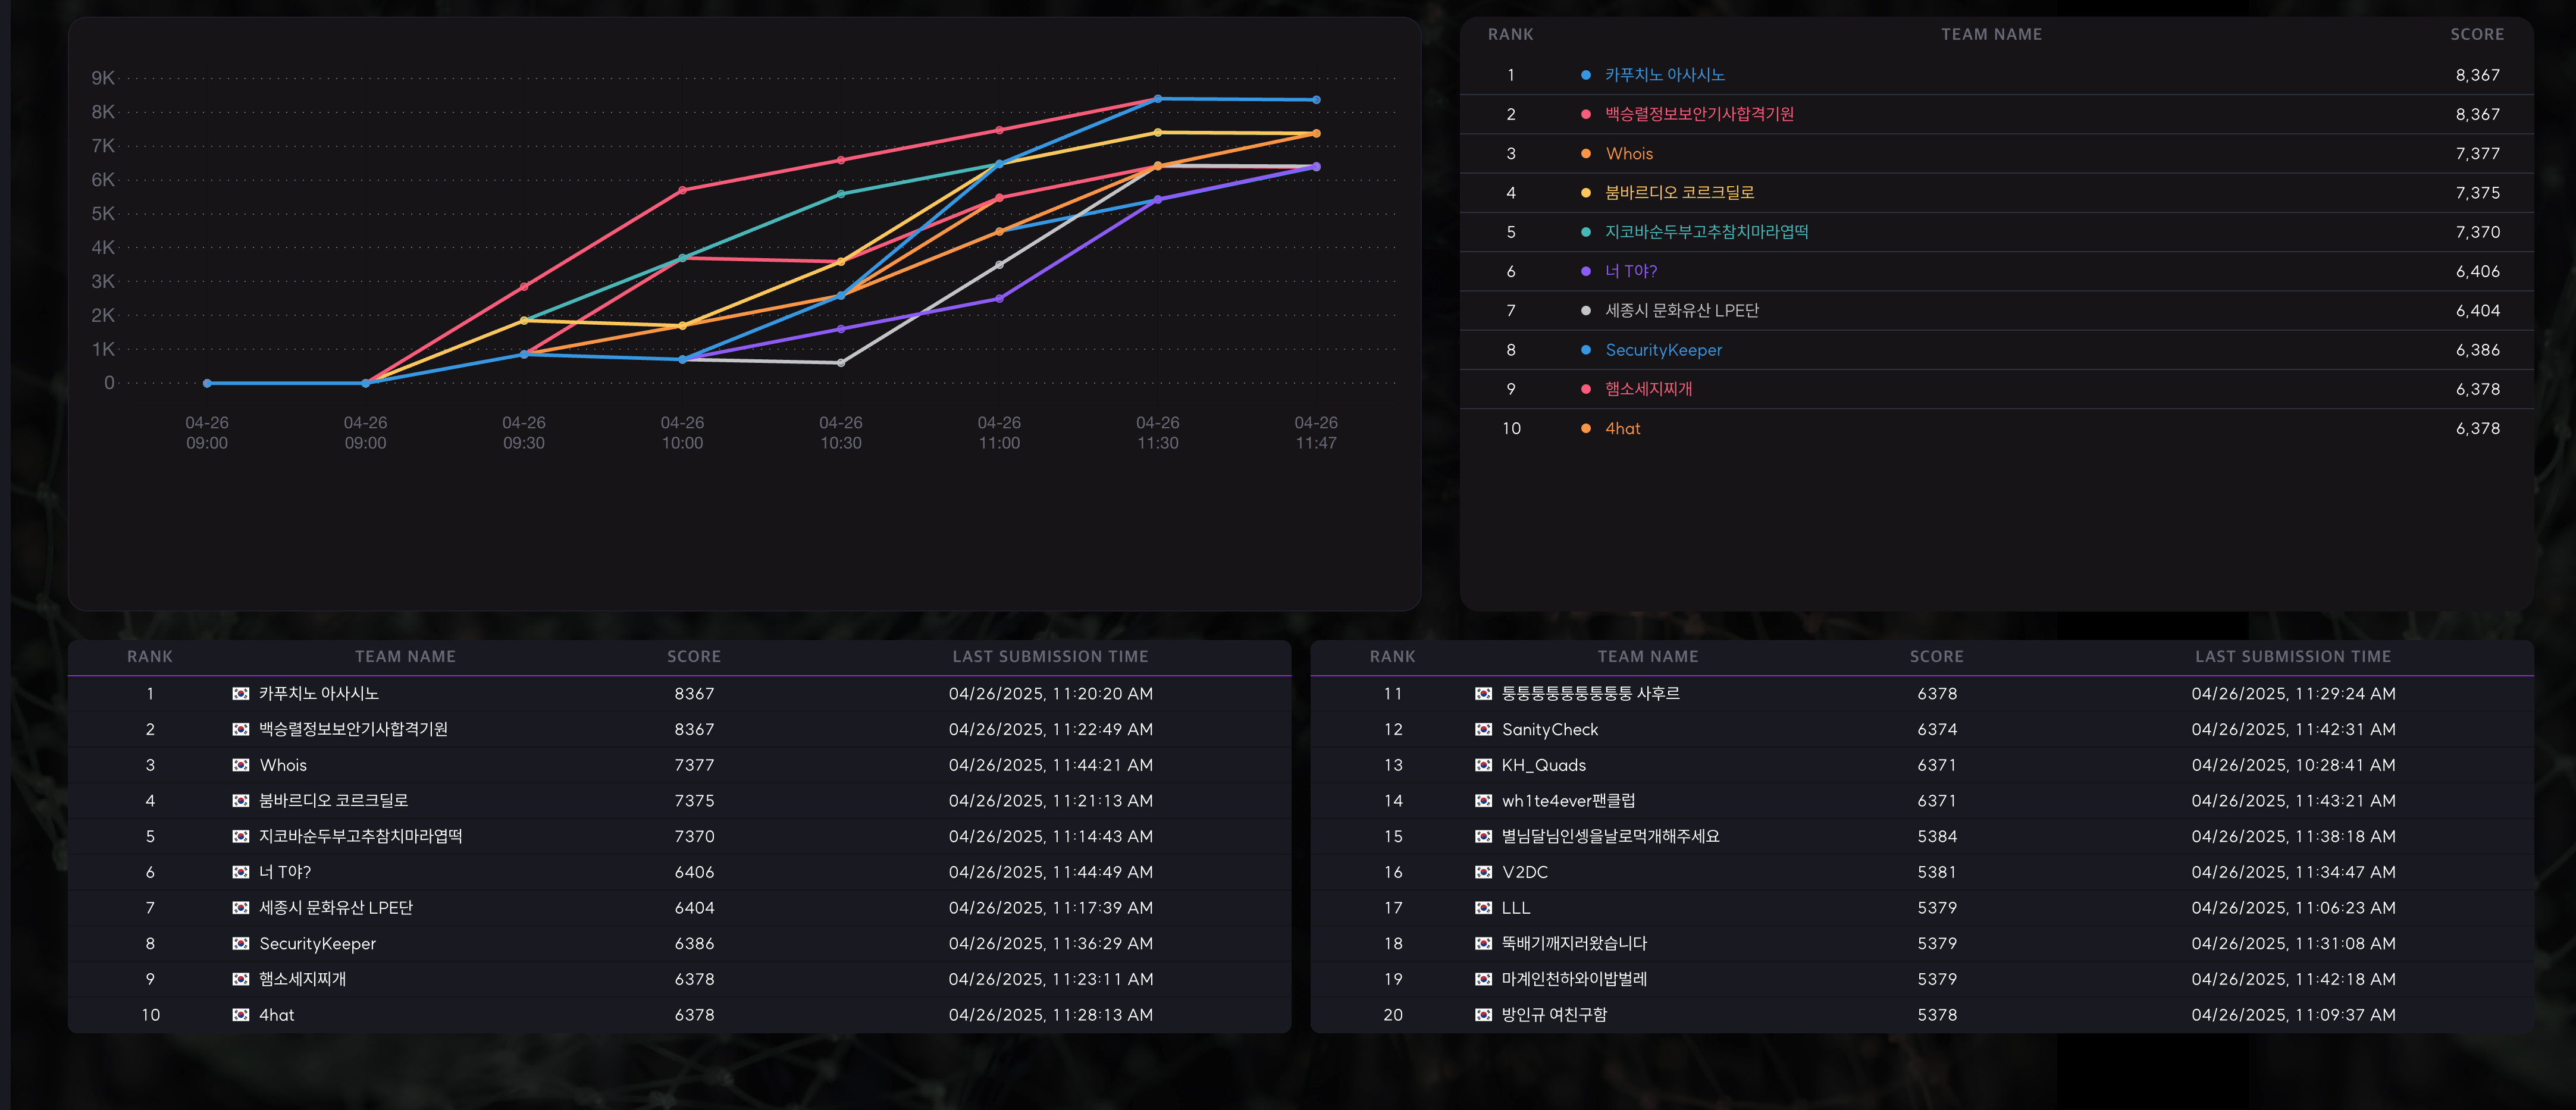 9K
8K
7K
6K
5K
4K
3K
2K
1K
0
04-26 04-26 04-26 04-26 04-26 04-26 04-26 04-26
09:00 09:00 09:30 10:00 10:30 11:00 11:30 11:47
RANK TEAM NAME SCORE
1 카푸치노 아사시노 8,367
2 백승렬정보보안기사합격기원 8,367
3 Whois 7,377
4 붐바르디오 코르크딜로 7,375
5 지코바순두부고추참치마라엽떡 7,370
6 너 T야? 6,406
7 세종시 문화유산 LPE단 6,404
8 SecurityKeeper 6,386
9 햄소세지찌개 6,378
10 4hat 6,378
RANK TEAM NAME SCORE LAST SUBMISSION TIME
1 카푸치노 아사시노 8367 04/26/2025, 11:20:20 AM
2 백승렬정보보안기사합격기원 8367 04/26/2025, 11:22:49 AM
3 Whois 7377 04/26/2025, 11:44:21 AM
4 붐바르디오 코르크딜로 7375 04/26/2025, 11:21:13 AM
5 지코바순두부고추참치마라엽떡 7370 04/26/2025, 11:14:43 AM
6 너 T야? 6406 04/26/2025, 11:44:49 AM
7 세종시 문화유산 LPE단 6404 04/26/2025, 11:17:39 AM
8 SecurityKeeper 6386 04/26/2025, 11:36:29 AM
9 햄소세지찌개 6378 04/26/2025, 11:23:11 AM
10 4hat 6378 04/26/2025, 11:28:13 AM
RANK TEAM NAME SCORE LAST SUBMISSION TIME
11 퉁퉁퉁퉁퉁퉁퉁퉁퉁 사후르 6378 04/26/2025, 11:29:24 AM
12 SanityCheck 6374 04/26/2025, 11:42:31 AM
13 KH_Quads 6371 04/26/2025, 10:28:41 AM
14 wh1te4ever팬클럽 6371 04/26/2025, 11:43:21 AM
15 별님달님인생을날로먹개해주세요 5384 04/26/2025, 11:38:18 AM
16 V2DC 5381 04/26/2025, 11:34:47 AM
17 LLL 5379 04/26/2025, 11:06:23 AM
18 뚝배기깨지러왔습니다 5379 04/26/2025, 11:31:08 AM
19 마계인천하와이밥벌레 5379 04/26/2025, 11:42:18 AM
20 방인규 여친구함 5378 04/26/2025, 11:09:37 AM